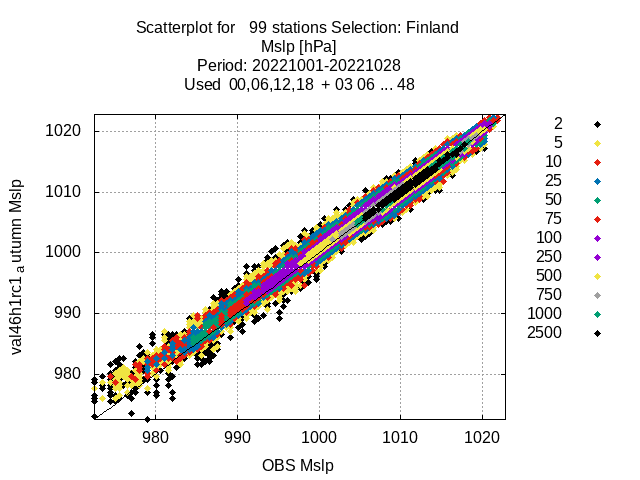 Scatterplot for 99 stations Selection: Finland
Mslp [hPa]
Period: 20221001-20221028
Used 00,06,12,18 + 03 06 ... 48
1020
1010
1000
990
980
val46h1rc1_autumn Mslp
980 990 1000 1010 1020
OBS Mslp
2
5
10
25
50
75
100
250
500
750
1000
2500